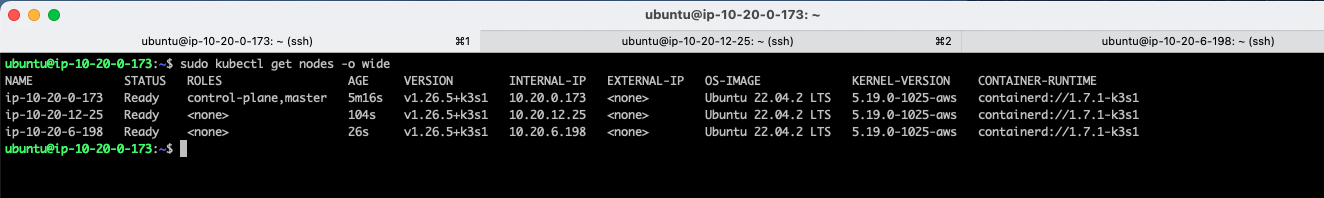 ubuntu@ip-10-20-0-173: ~
ubuntu@ip-10-20-0-173: ~ (ssh) ⌘1 ubuntu@ip-10-20-12-25: ~ (ssh) ⌘2 ubuntu@ip-10-20-6-198: ~ (ssh)
ubuntu@ip-10-20-0-173:~$ sudo kubectl get nodes -o wide
NAME STATUS ROLES AGE VERSION INTERNAL-IP EXTERNAL-IP OS-IMAGE KERNEL-VERSION CONTAINER-RUNTIME
ip-10-20-0-173 Ready control-plane,master 5m16s v1.26.5+k3s1 10.20.0.173 <none> Ubuntu 22.04.2 LTS 5.19.0-1025-aws containerd://1.7.1-k3s1
ip-10-20-12-25 Ready <none> 104s v1.26.5+k3s1 10.20.12.25 <none> Ubuntu 22.04.2 LTS 5.19.0-1025-aws containerd://1.7.1-k3s1
ip-10-20-6-198 Ready <none> 26s v1.26.5+k3s1 10.20.6.198 <none> Ubuntu 22.04.2 LTS 5.19.0-1025-aws containerd://1.7.1-k3s1
ubuntu@ip-10-20-0-173:~$